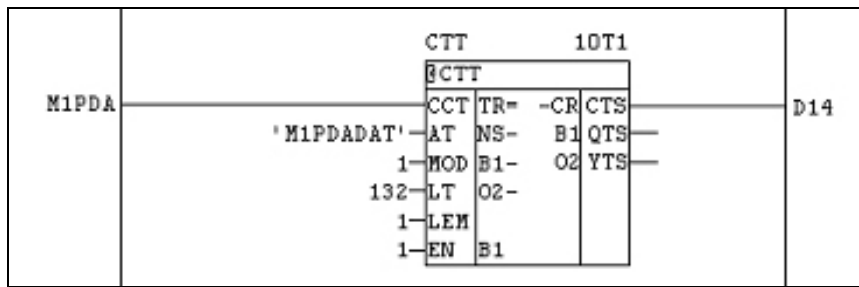 CTT 10T1
@CTT
M1PDA CCT TR= -CR CTS D14
'M1PDADAT' AT NS- B1 QTS
1 MOD B1- O2 YTS
132 LT O2-
1 LEM
1 EN B1